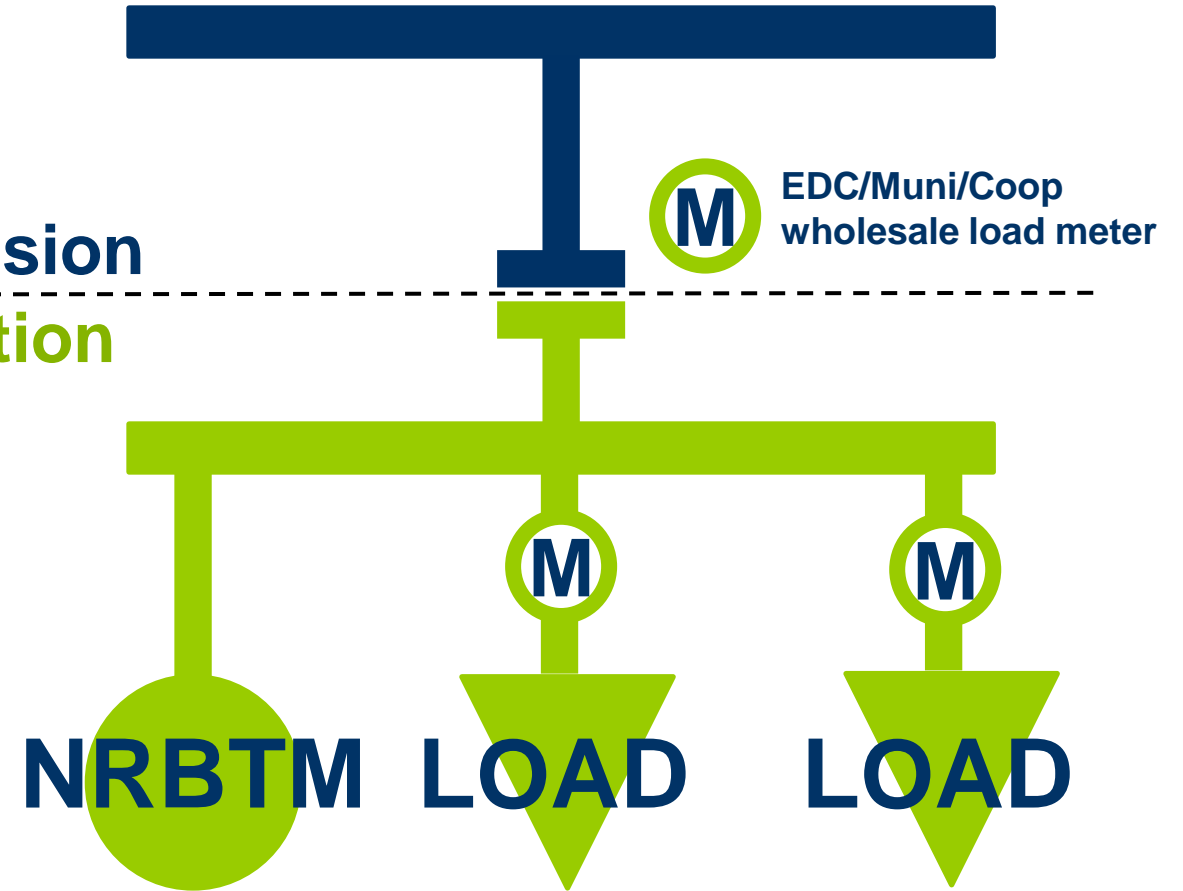 M
EDC/Muni/Coop
wholesale load meter
sion
tion
M
M
NRBTM LOAD LOAD